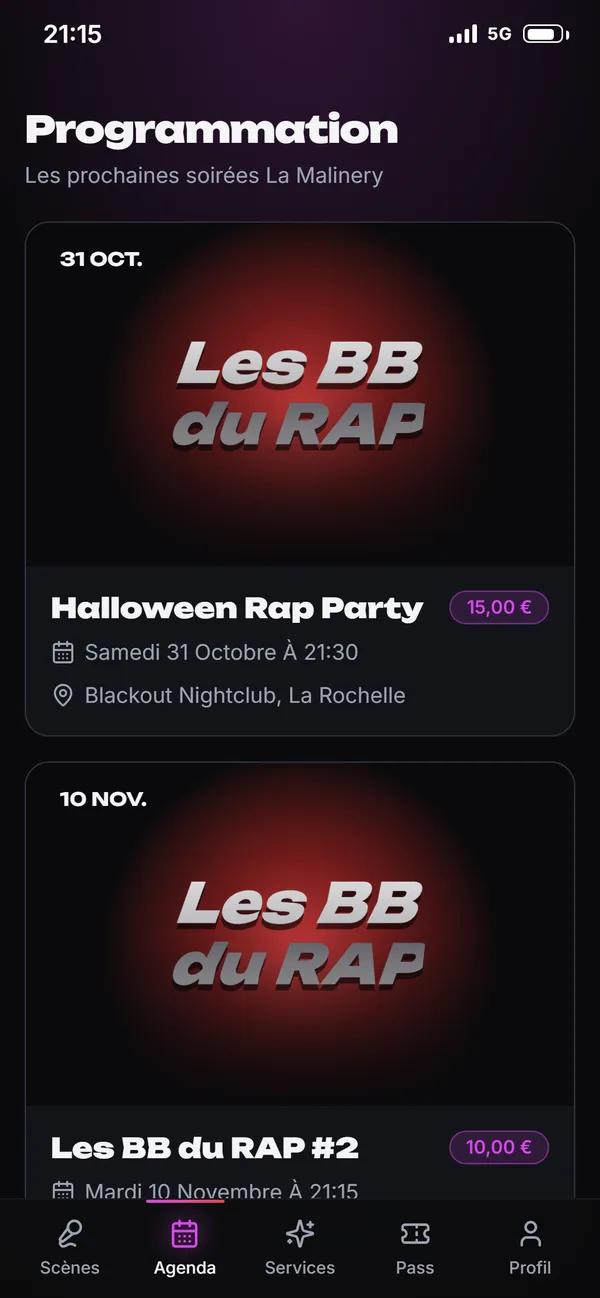 21:15
5G
Programmation
Les prochaines soirées La Malinery
31 OCT.
Les BB
du RAP
Halloween Rap Party
15,00 €
Samedi 31 Octobre À 21:30
Blackout Nightclub, La Rochelle
10 NOV.
Les BB
du RAP
Les BB du RAP #2
10,00 €
Mardi 10 Novembre À 21:15
Scènes
Agenda
Services
Pass
Profil